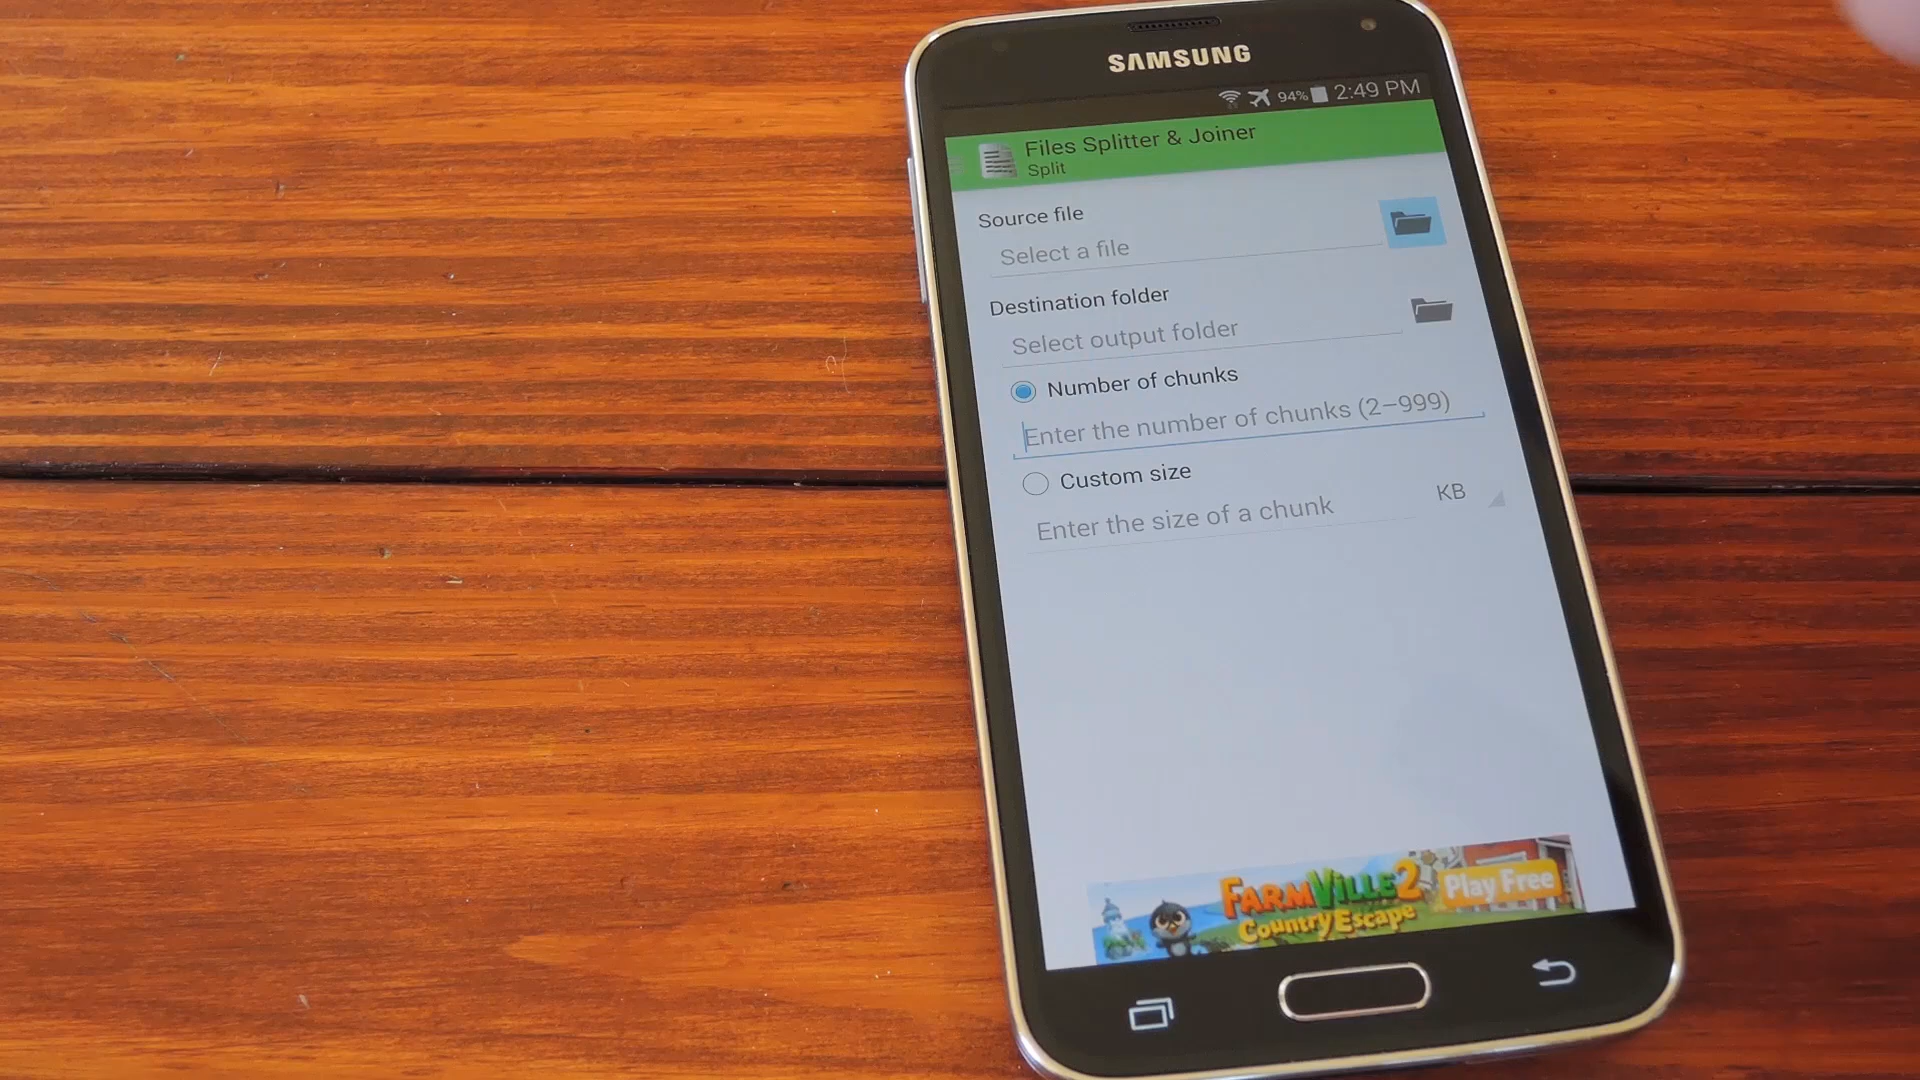 SAMSUNG
94% 2:49 PM
Files Splitter & Joiner
Split
Source file
Select a file
Destination folder
Select output folder
Number of chunks
Enter the number of chunks (2-999)
Custom size
Enter the size of a chunk KB
FARMVILLE2
Country Escape
Play Free